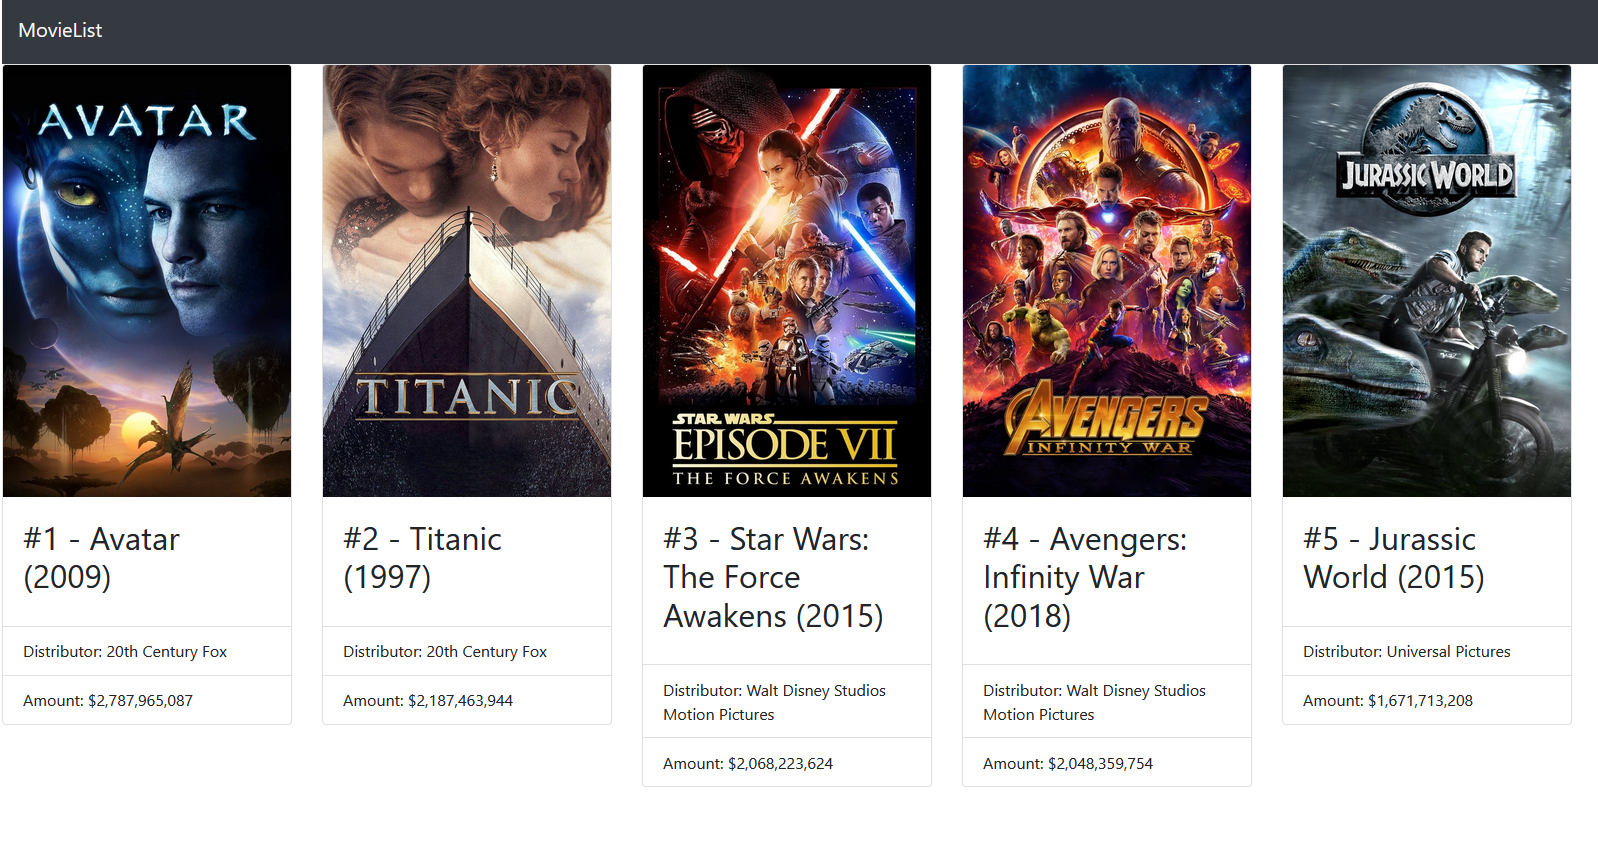 MovieList
AVATAR
#1 - Avatar
(2009)
Distributor: 20th Century Fox
Amount: $2,787,965,087
TITANIC
#2 - Titanic
(1997)
Distributor: 20th Century Fox
Amount: $2,187,463,944
STAR WARS
EPISODE VII
THE FORCE AWAKENS
#3 - Star Wars:
The Force
Awakens (2015)
Distributor: Walt Disney Studios
Motion Pictures
Amount: $2,068,223,624
AVENGERS
INFINITY WAR
#4 - Avengers:
Infinity War
(2018)
Distributor: Walt Disney Studios
Motion Pictures
Amount: $2,048,359,754
JURASSIC WORLD
#5 - Jurassic
World (2015)
Distributor: Universal Pictures
Amount: $1,671,713,208